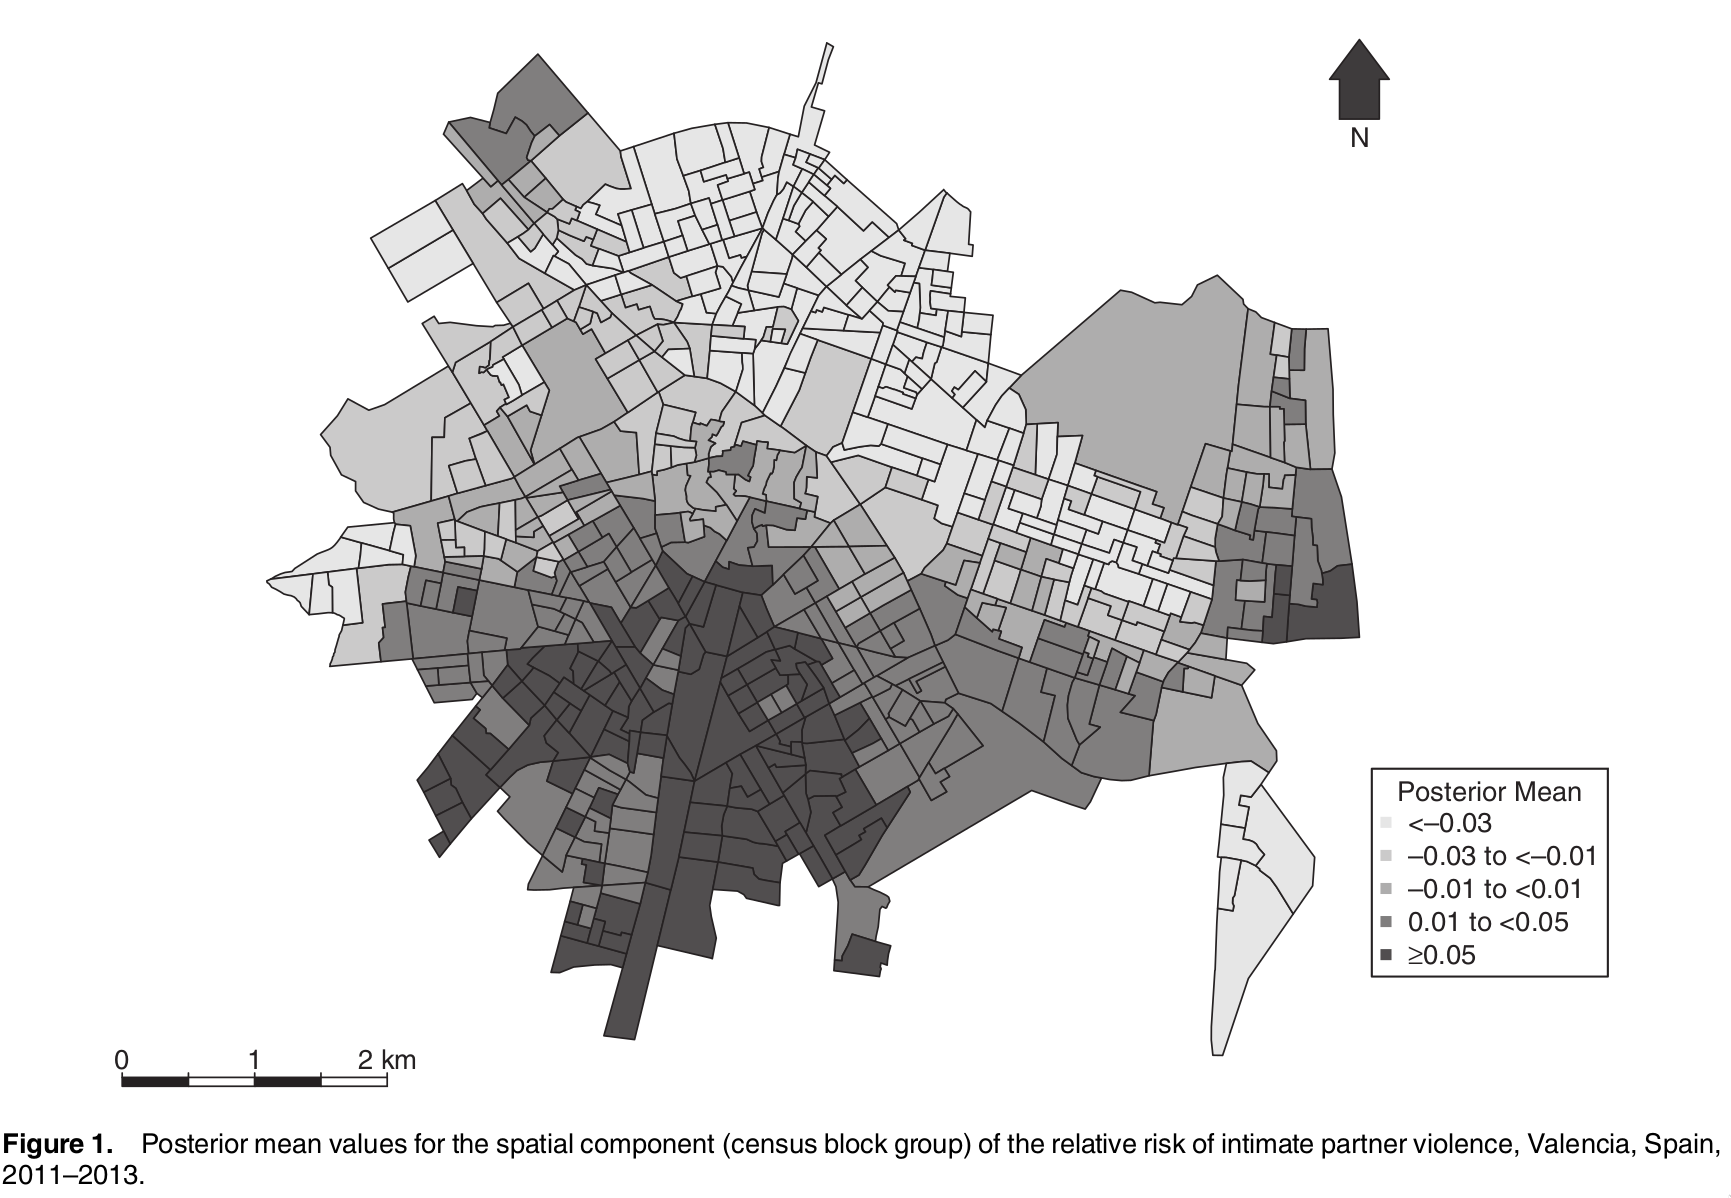 N
Posterior Mean
<–0.03
–0.03 to <–0.01
–0.01 to <0.01
0.01 to <0.05
≥0.05
0 1 2 km
Figure 1. Posterior mean values for the spatial component (census block group) of the relative risk of intimate partner violence, Valencia, Spain,
2011–2013.